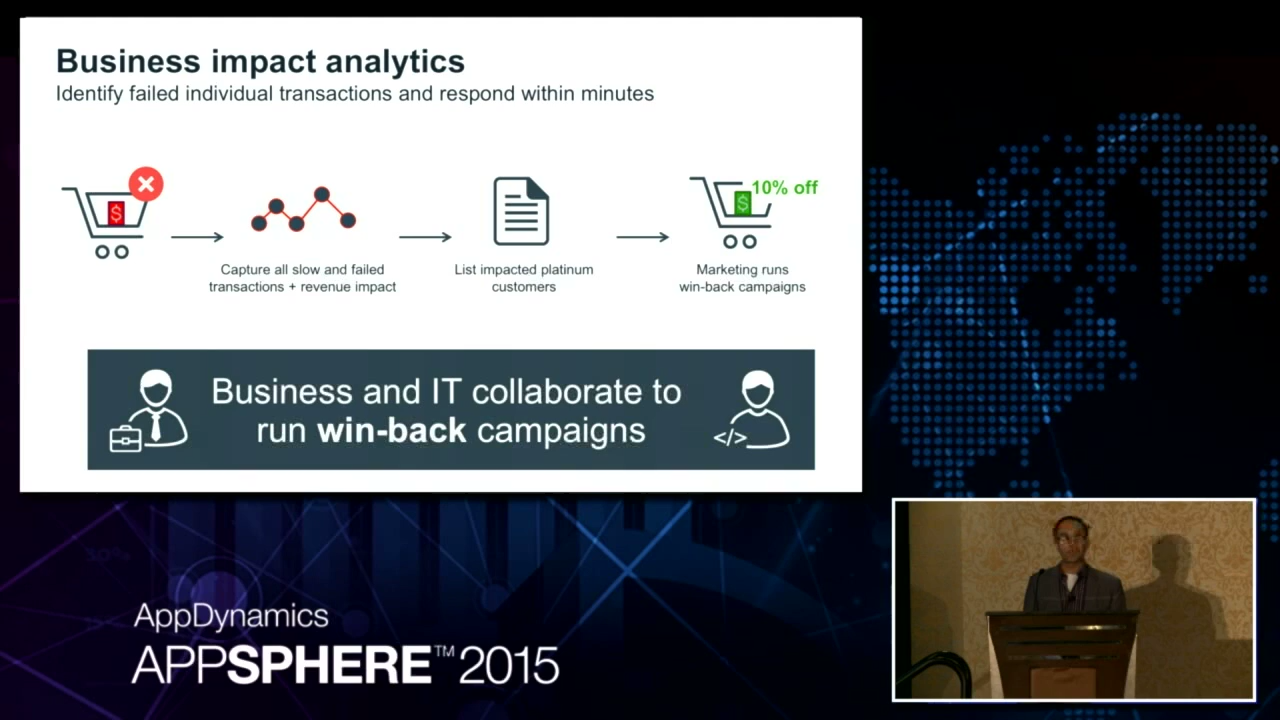 Business impact analytics
Identify failed individual transactions and respond within minutes
$
$
10% off
Capture all slow and failed
transactions + revenue impact
List impacted platinum
customers
Marketing runs
win-back campaigns
Business and IT collaborate to
run win-back campaigns
</>
AppDynamics
APPSPHERE™ 2015